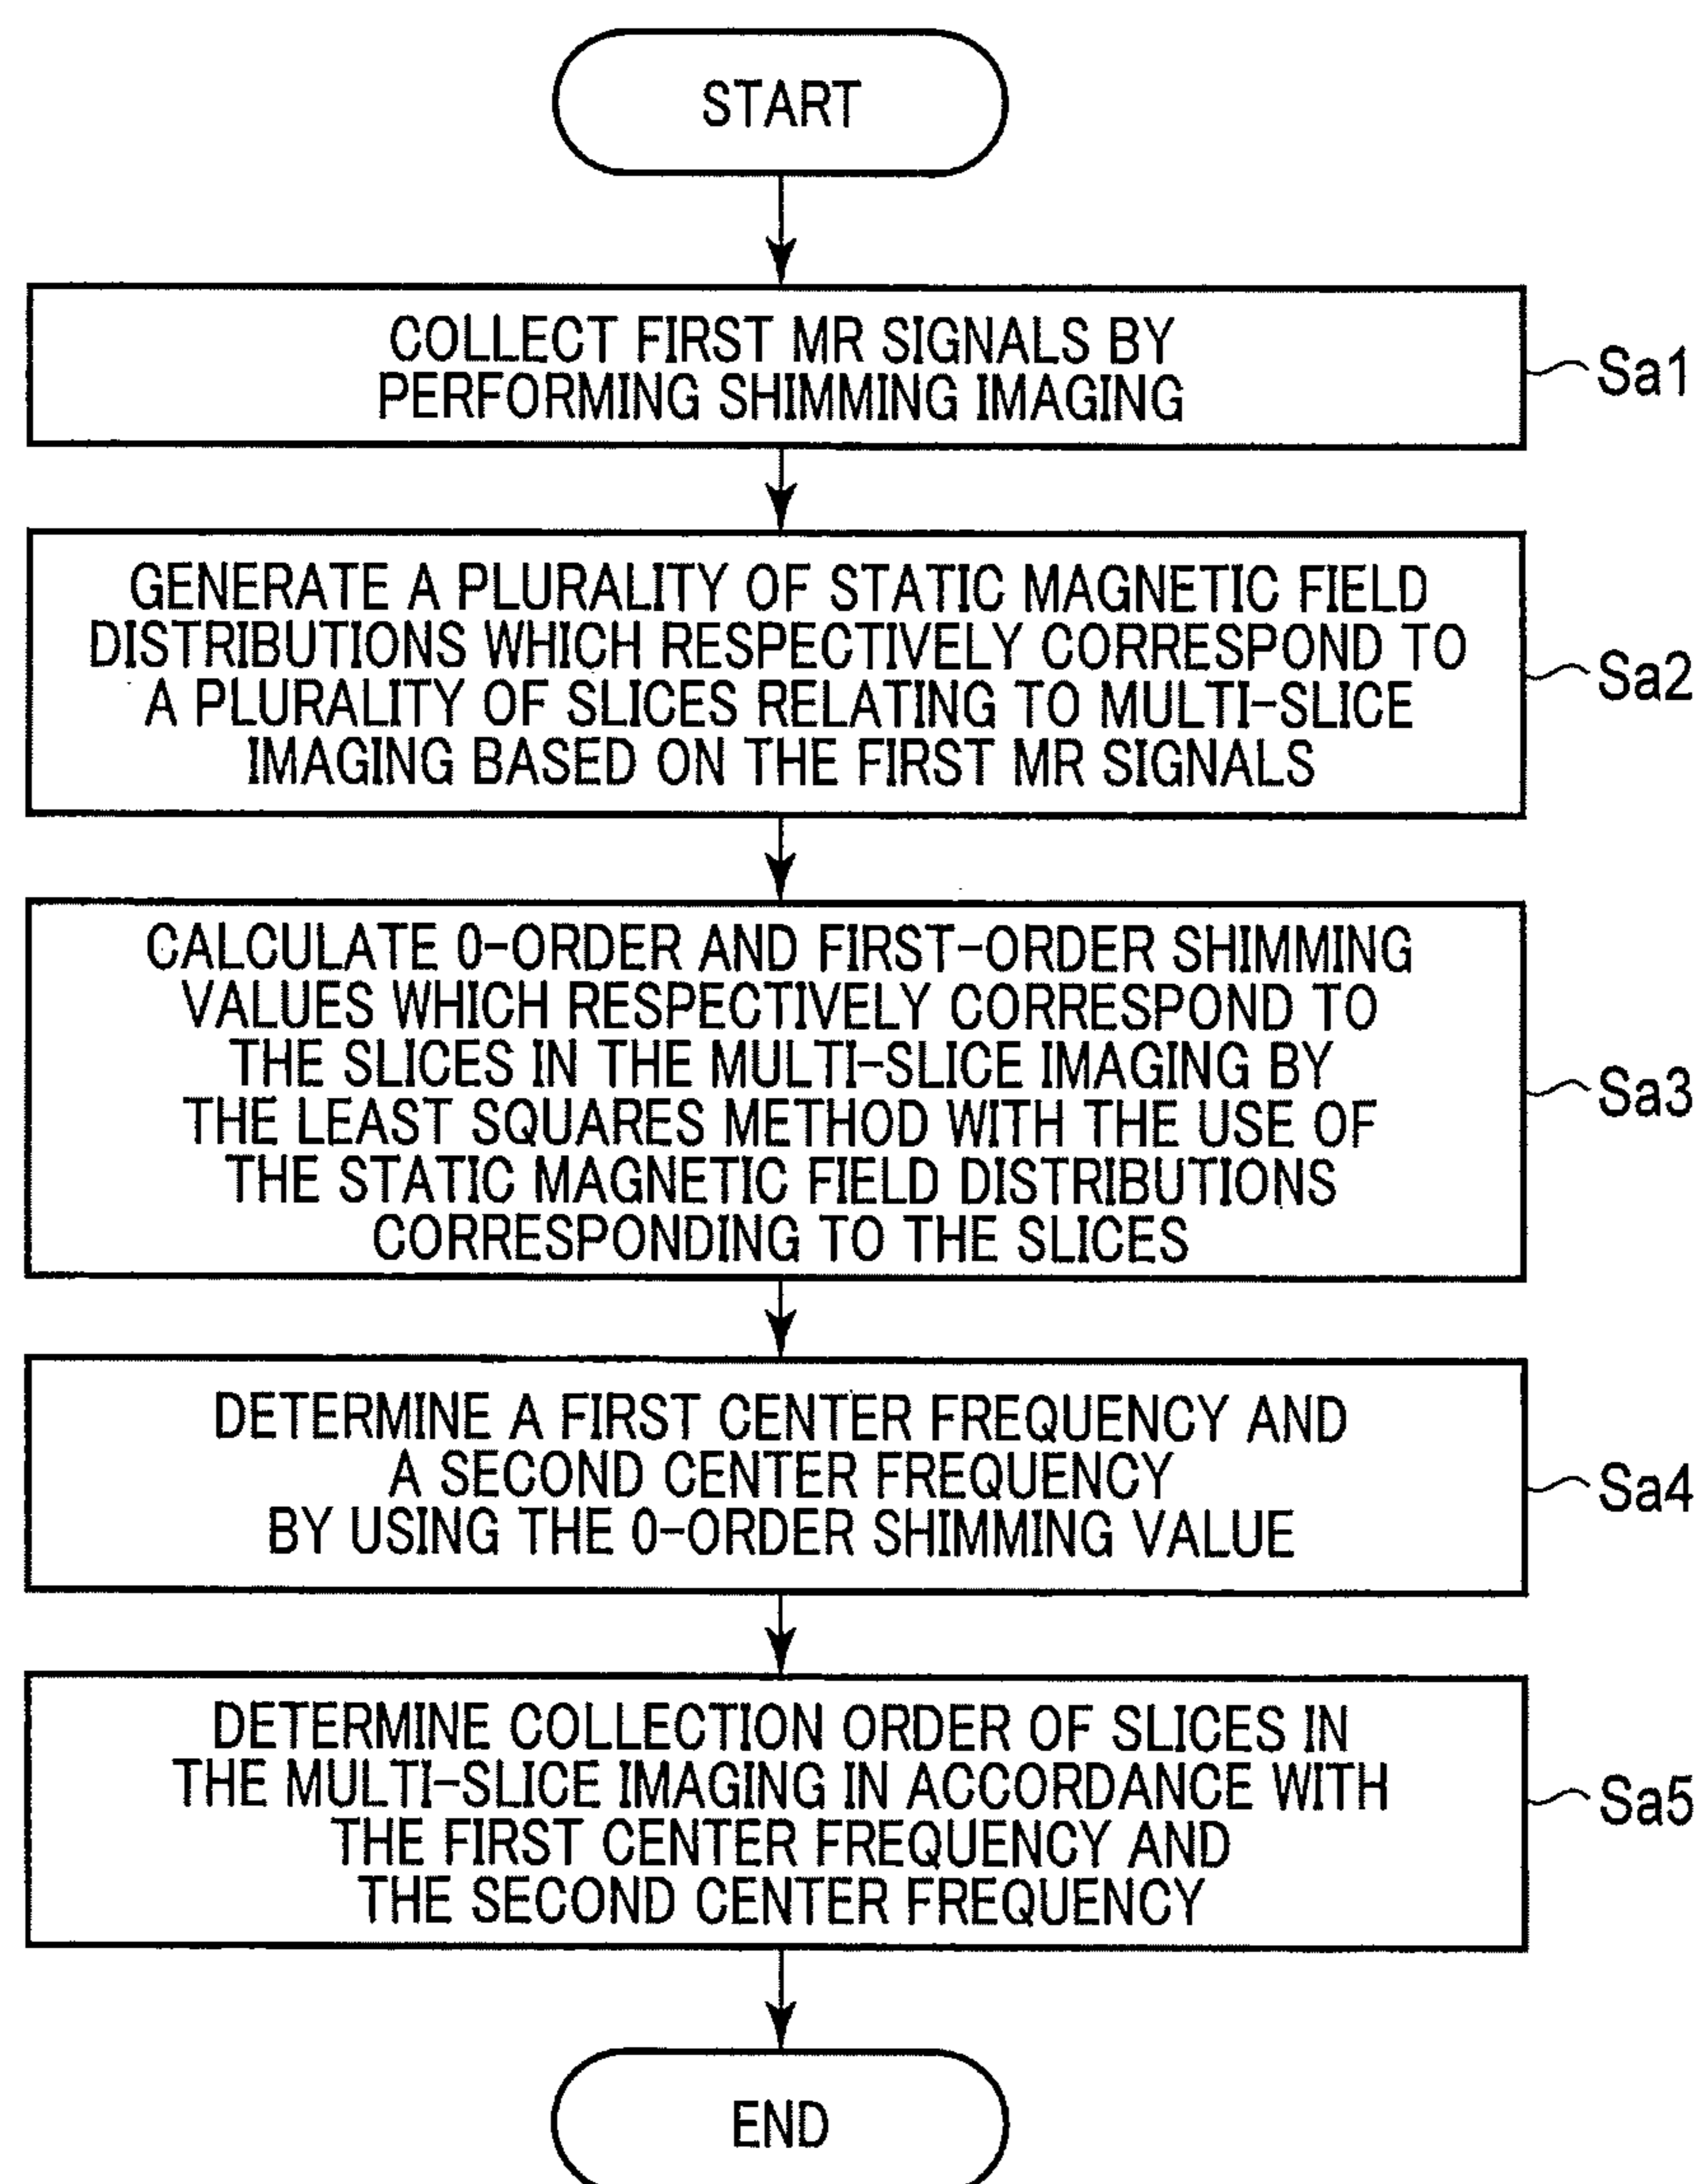 START
COLLECT FIRST MR SIGNALS BY
PERFORMING SHIMMING IMAGING
Sa1
GENERATE A PLURALITY OF STATIC MAGNETIC FIELD
DISTRIBUTIONS WHICH RESPECTIVELY CORRESPOND TO
A PLURALITY OF SLICES RELATING TO MULTI-SLICE
IMAGING BASED ON THE FIRST MR SIGNALS
Sa2
CALCULATE 0-ORDER AND FIRST-ORDER SHIMMING
VALUES WHICH RESPECTIVELY CORRESPOND TO
THE SLICES IN THE MULTI-SLICE IMAGING BY
THE LEAST SQUARES METHOD WITH THE USE OF
THE STATIC MAGNETIC FIELD DISTRIBUTIONS
CORRESPONDING TO THE SLICES
Sa3
DETERMINE A FIRST CENTER FREQUENCY AND
A SECOND CENTER FREQUENCY
BY USING THE 0-ORDER SHIMMING VALUE
Sa4
DETERMINE COLLECTION ORDER OF SLICES IN
THE MULTI-SLICE IMAGING IN ACCORDANCE WITH
THE FIRST CENTER FREQUENCY AND
THE SECOND CENTER FREQUENCY
Sa5
END